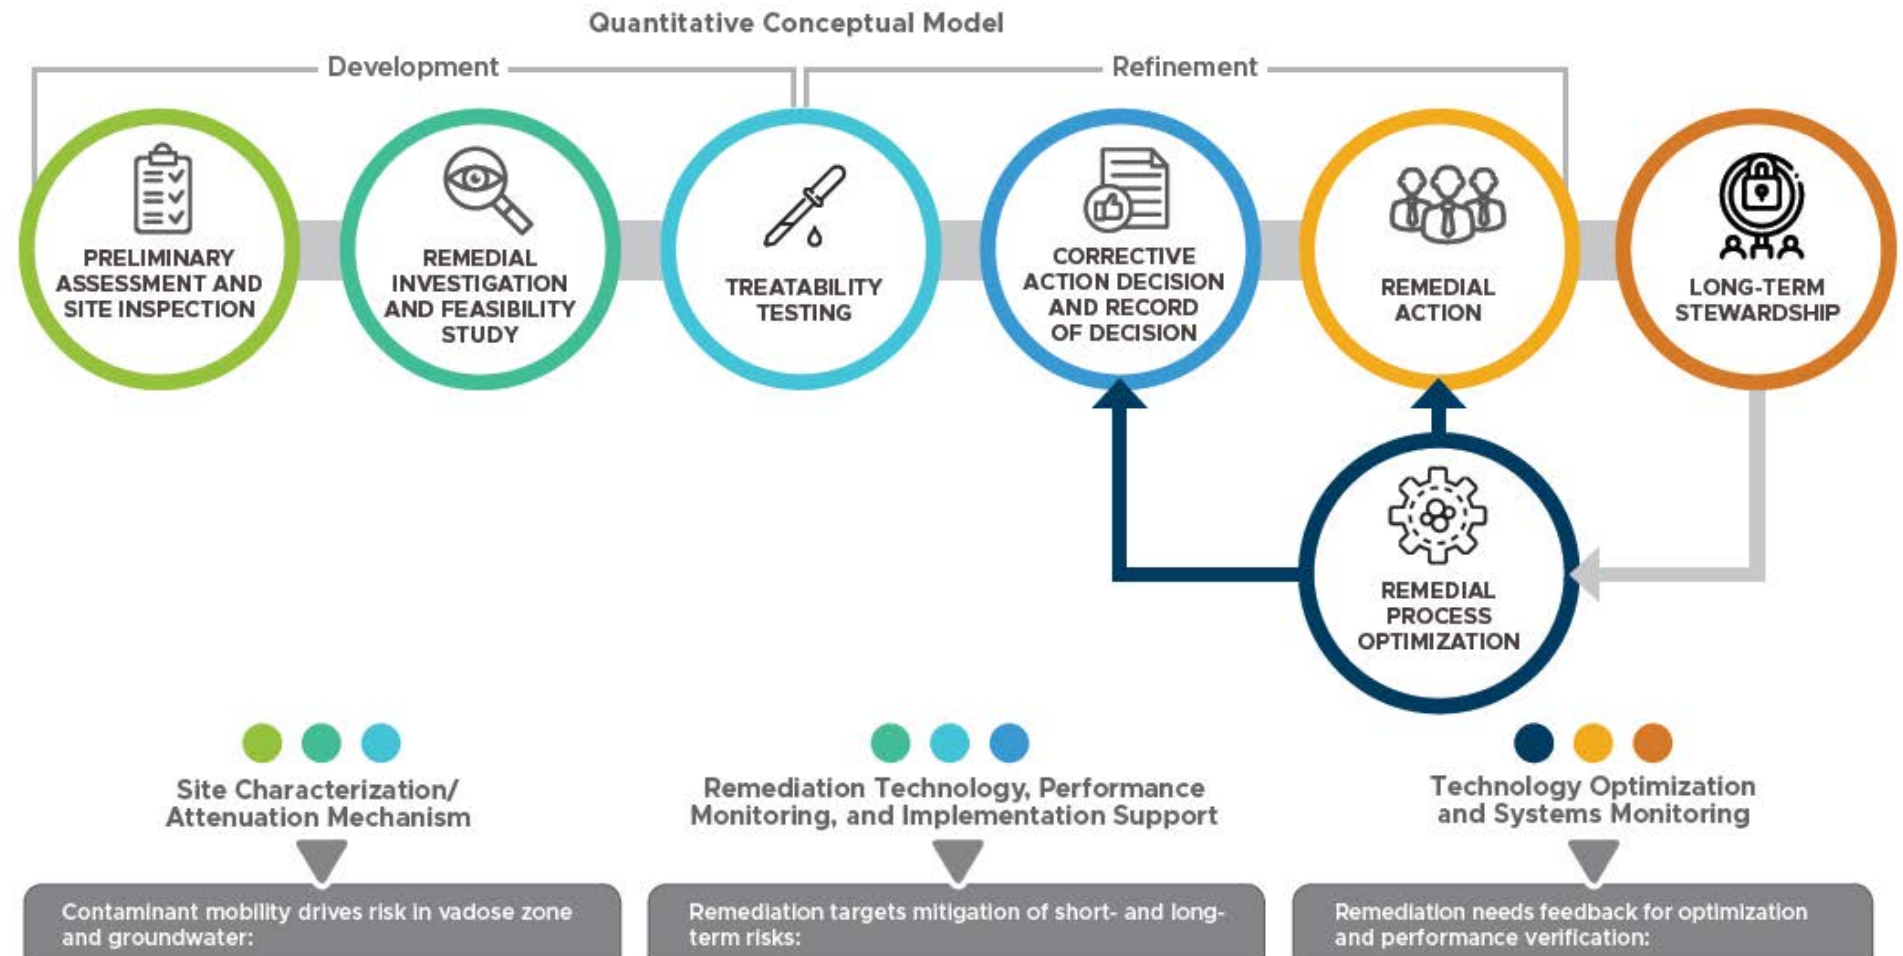 Quantitative Conceptual Model
Development
Refinement
PRELIMINARY
ASSESSMENT AND
SITE INSPECTION
REMEDIAL
INVESTIGATION
AND FEASIBILITY
STUDY
TREATABILITY
TESTING
CORRECTIVE
ACTION DECISION
AND RECORD
OF DECISION
REMEDIAL
ACTION
LONG-TERM
STEWARDSHIP
REMEDIAL
PROCESS
OPTIMIZATION
Site Characterization/
Attenuation Mechanism
Remediation Technology, Performance
Monitoring, and Implementation Support
Technology Optimization
and Systems Monitoring
Contaminant mobility drives risk in vadose zone
and groundwater:
Remediation targets mitigation of short- and long-
term risks:
Remediation needs feedback for optimization
and performance verification: